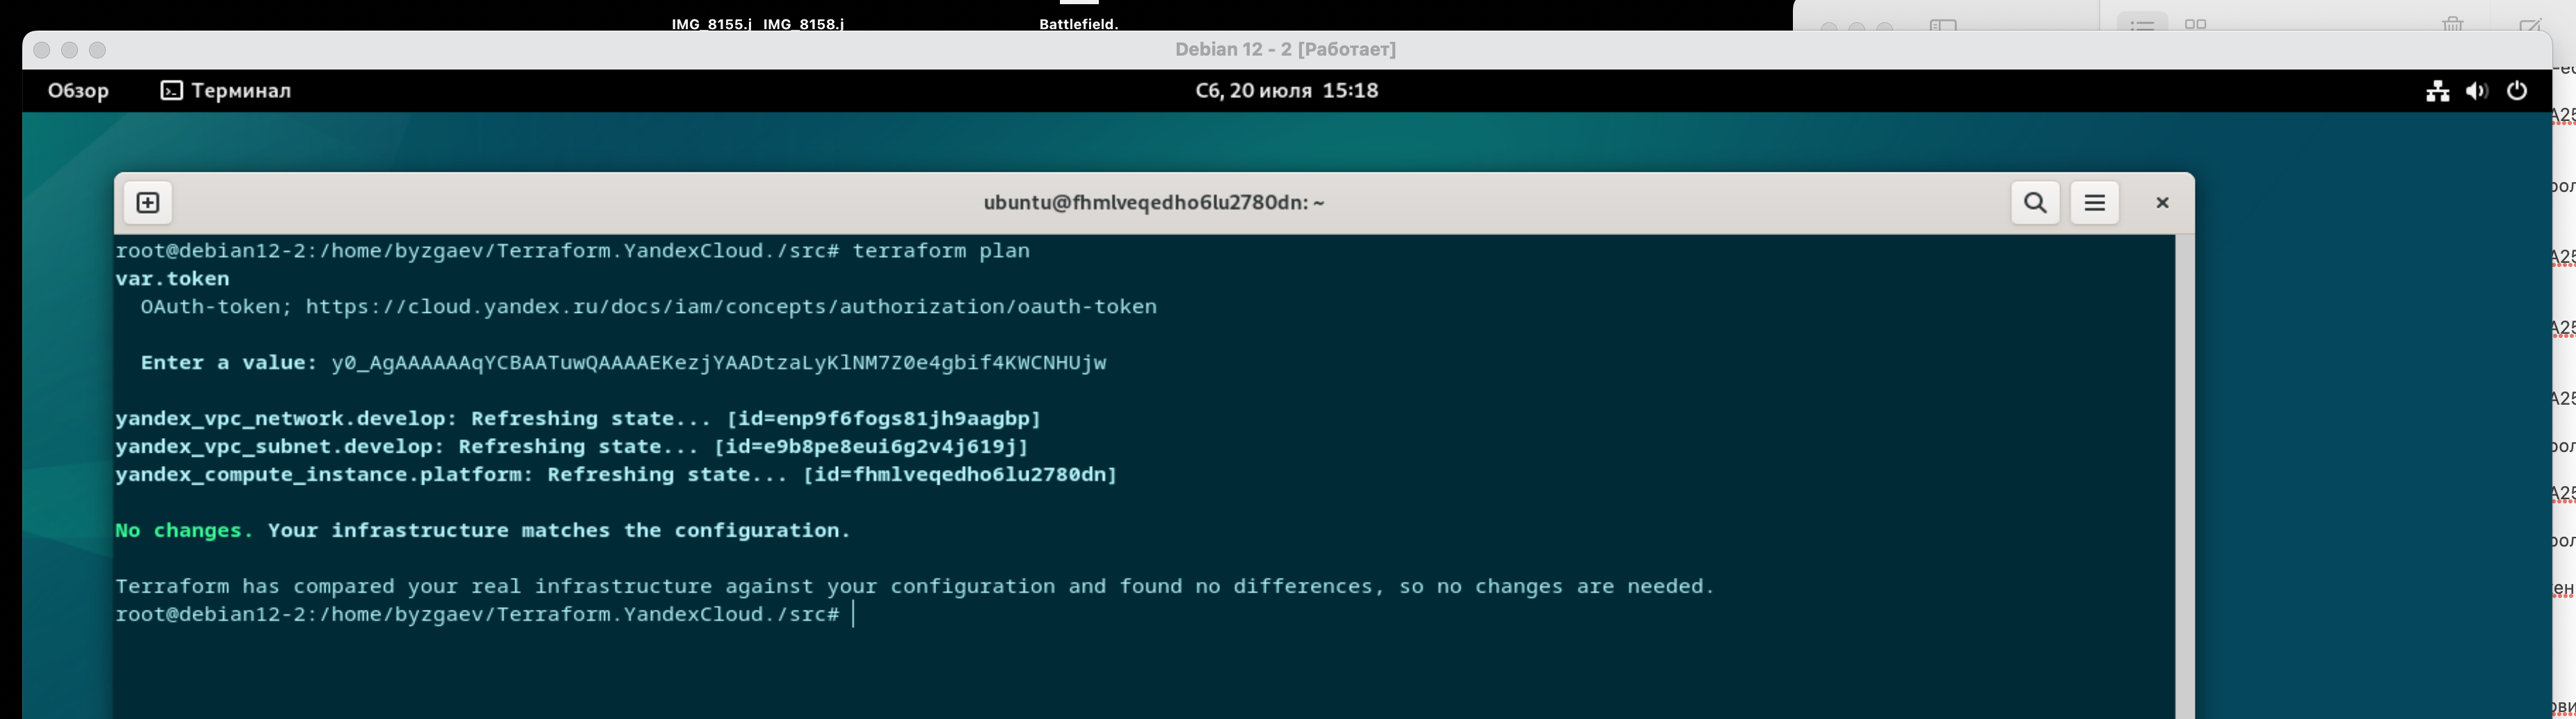 IMG_8155.j IMG_8158.j Battlefield.
Debian 12 - 2 [Работает]
Обзор Терминал Сб, 20 июля 15:18
ubuntu@fhmlveqedho6lu2780dn: ~
root@debian12-2:/home/byzgaev/Terraform.YandexCloud./src# terraform plan
var.token
OAuth-token; https://cloud.yandex.ru/docs/iam/concepts/authorization/oauth-token
Enter a value: y0_AgAAAAAAqYCBAATuwQAAAAEKezjYAADtzaLyKlNM7Z0e4gbif4KWCNHUjw
yandex_vpc_network.develop: Refreshing state... [id=enp9f6fogs81jh9aagbp]
yandex_vpc_subnet.develop: Refreshing state... [id=e9b8pe8eui6g2v4j619j]
yandex_compute_instance.platform: Refreshing state... [id=fhmlveqedho6lu2780dn]
No changes. Your infrastructure matches the configuration.
Terraform has compared your real infrastructure against your configuration and found no differences, so no changes are needed.
root@debian12-2:/home/byzgaev/Terraform.YandexCloud./src#